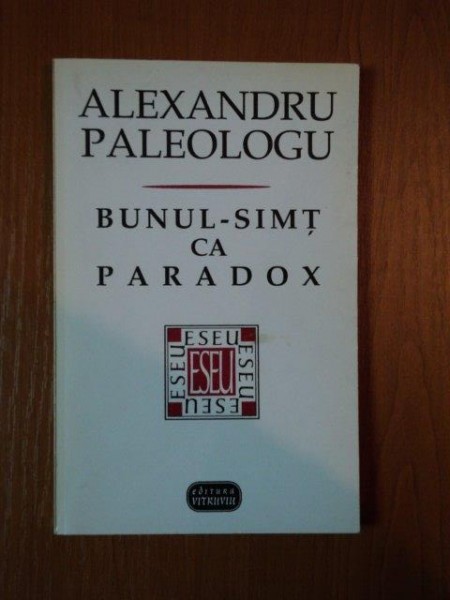 ALEXANDRU
PALEOLOGU
BUNUL-SIMȚ
CA
PARADOX
ESEU
ESEU
ESEU
ESEU
ESEU
editura
VITRUVIU